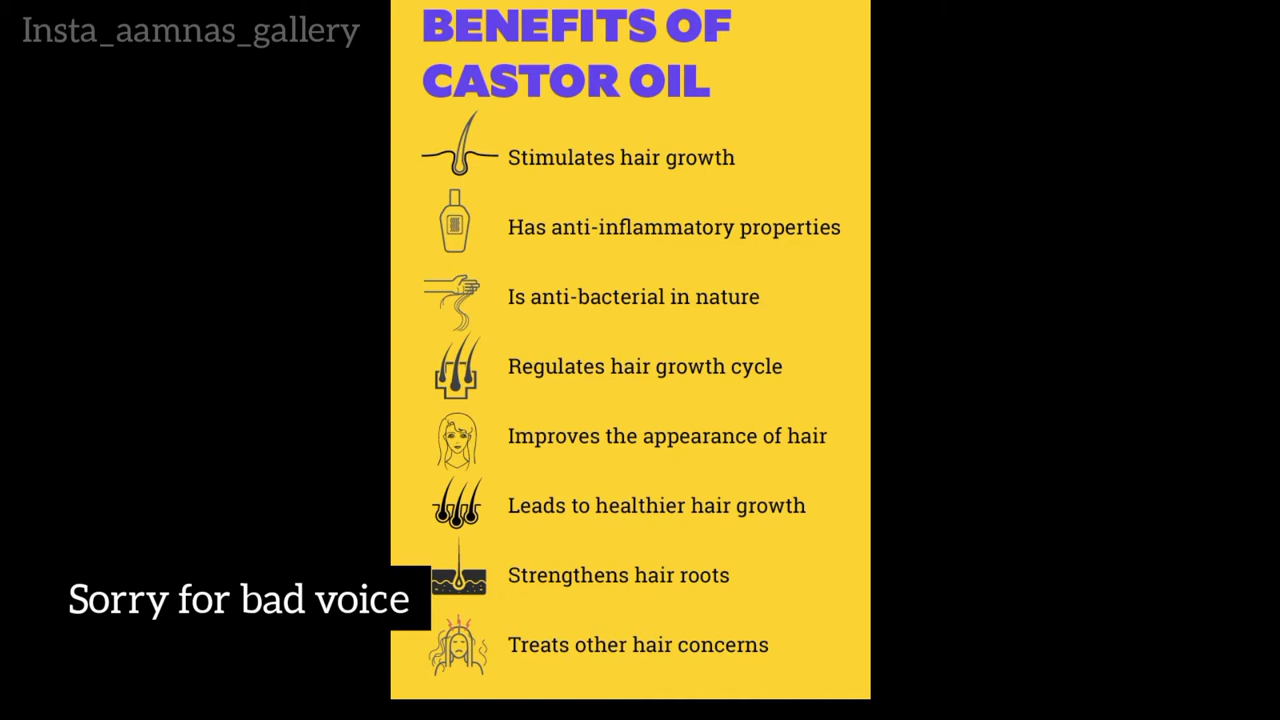 Insta_aamnas_gallery
BENEFITS OF
CASTOR OIL
Stimulates hair growth
Has anti-inflammatory properties
Is anti-bacterial in nature
Regulates hair growth cycle
Improves the appearance of hair
Leads to healthier hair growth
Strengthens hair roots
Sorry for bad voice
Treats other hair concerns